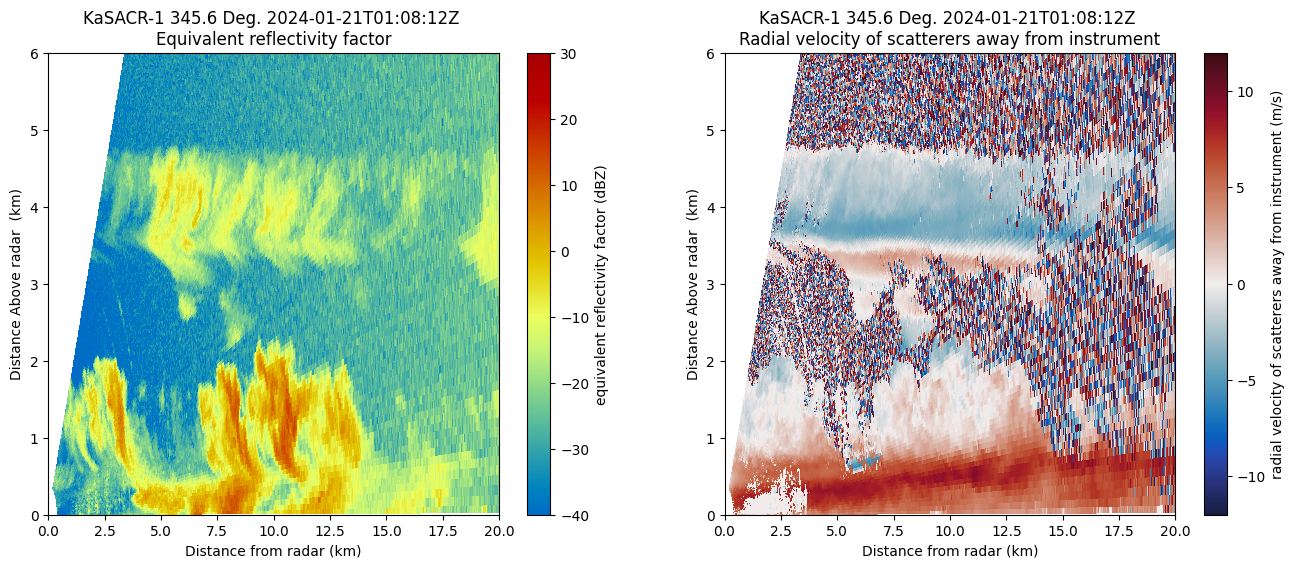 KaSACR-1 345.6 Deg. 2024-01-21T01:08:12Z
Equivalent reflectivity factor
6
5
4
3
2
1
0
Distance Above radar  (km)
0.0 2.5 5.0 7.5 10.0 12.5 15.0 17.5 20.0
Distance from radar (km)
30
20
10
0
−10
−20
−30
−40
equivalent reflectivity factor (dBZ)
KaSACR-1 345.6 Deg. 2024-01-21T01:08:12Z
Radial velocity of scatterers away from instrument
6
5
4
3
2
1
0
Distance Above radar  (km)
0.0 2.5 5.0 7.5 10.0 12.5 15.0 17.5 20.0
Distance from radar (km)
10
5
0
−5
−10
radial velocity of scatterers away from instrument (m/s)